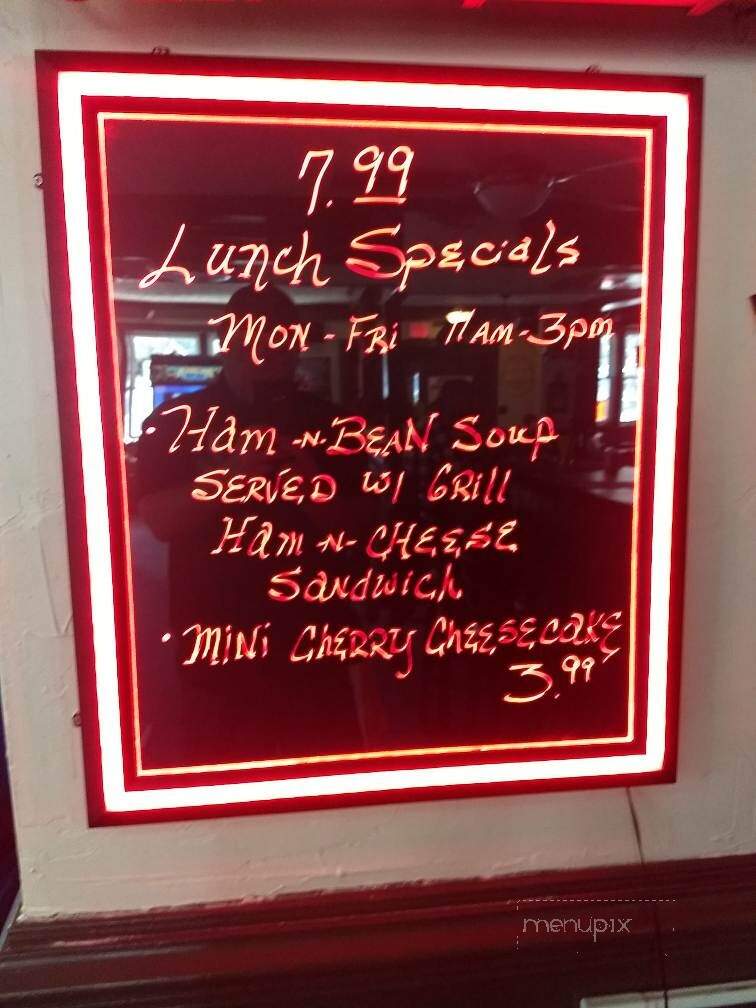 7.99
Lunch Specials
Mon - Fri 11am - 3pm
• Ham -n- Bean Soup
Served w/ Grill
Ham -n- Cheese
Sandwich
• Mini Cherry Cheesecake
3.99
menupix